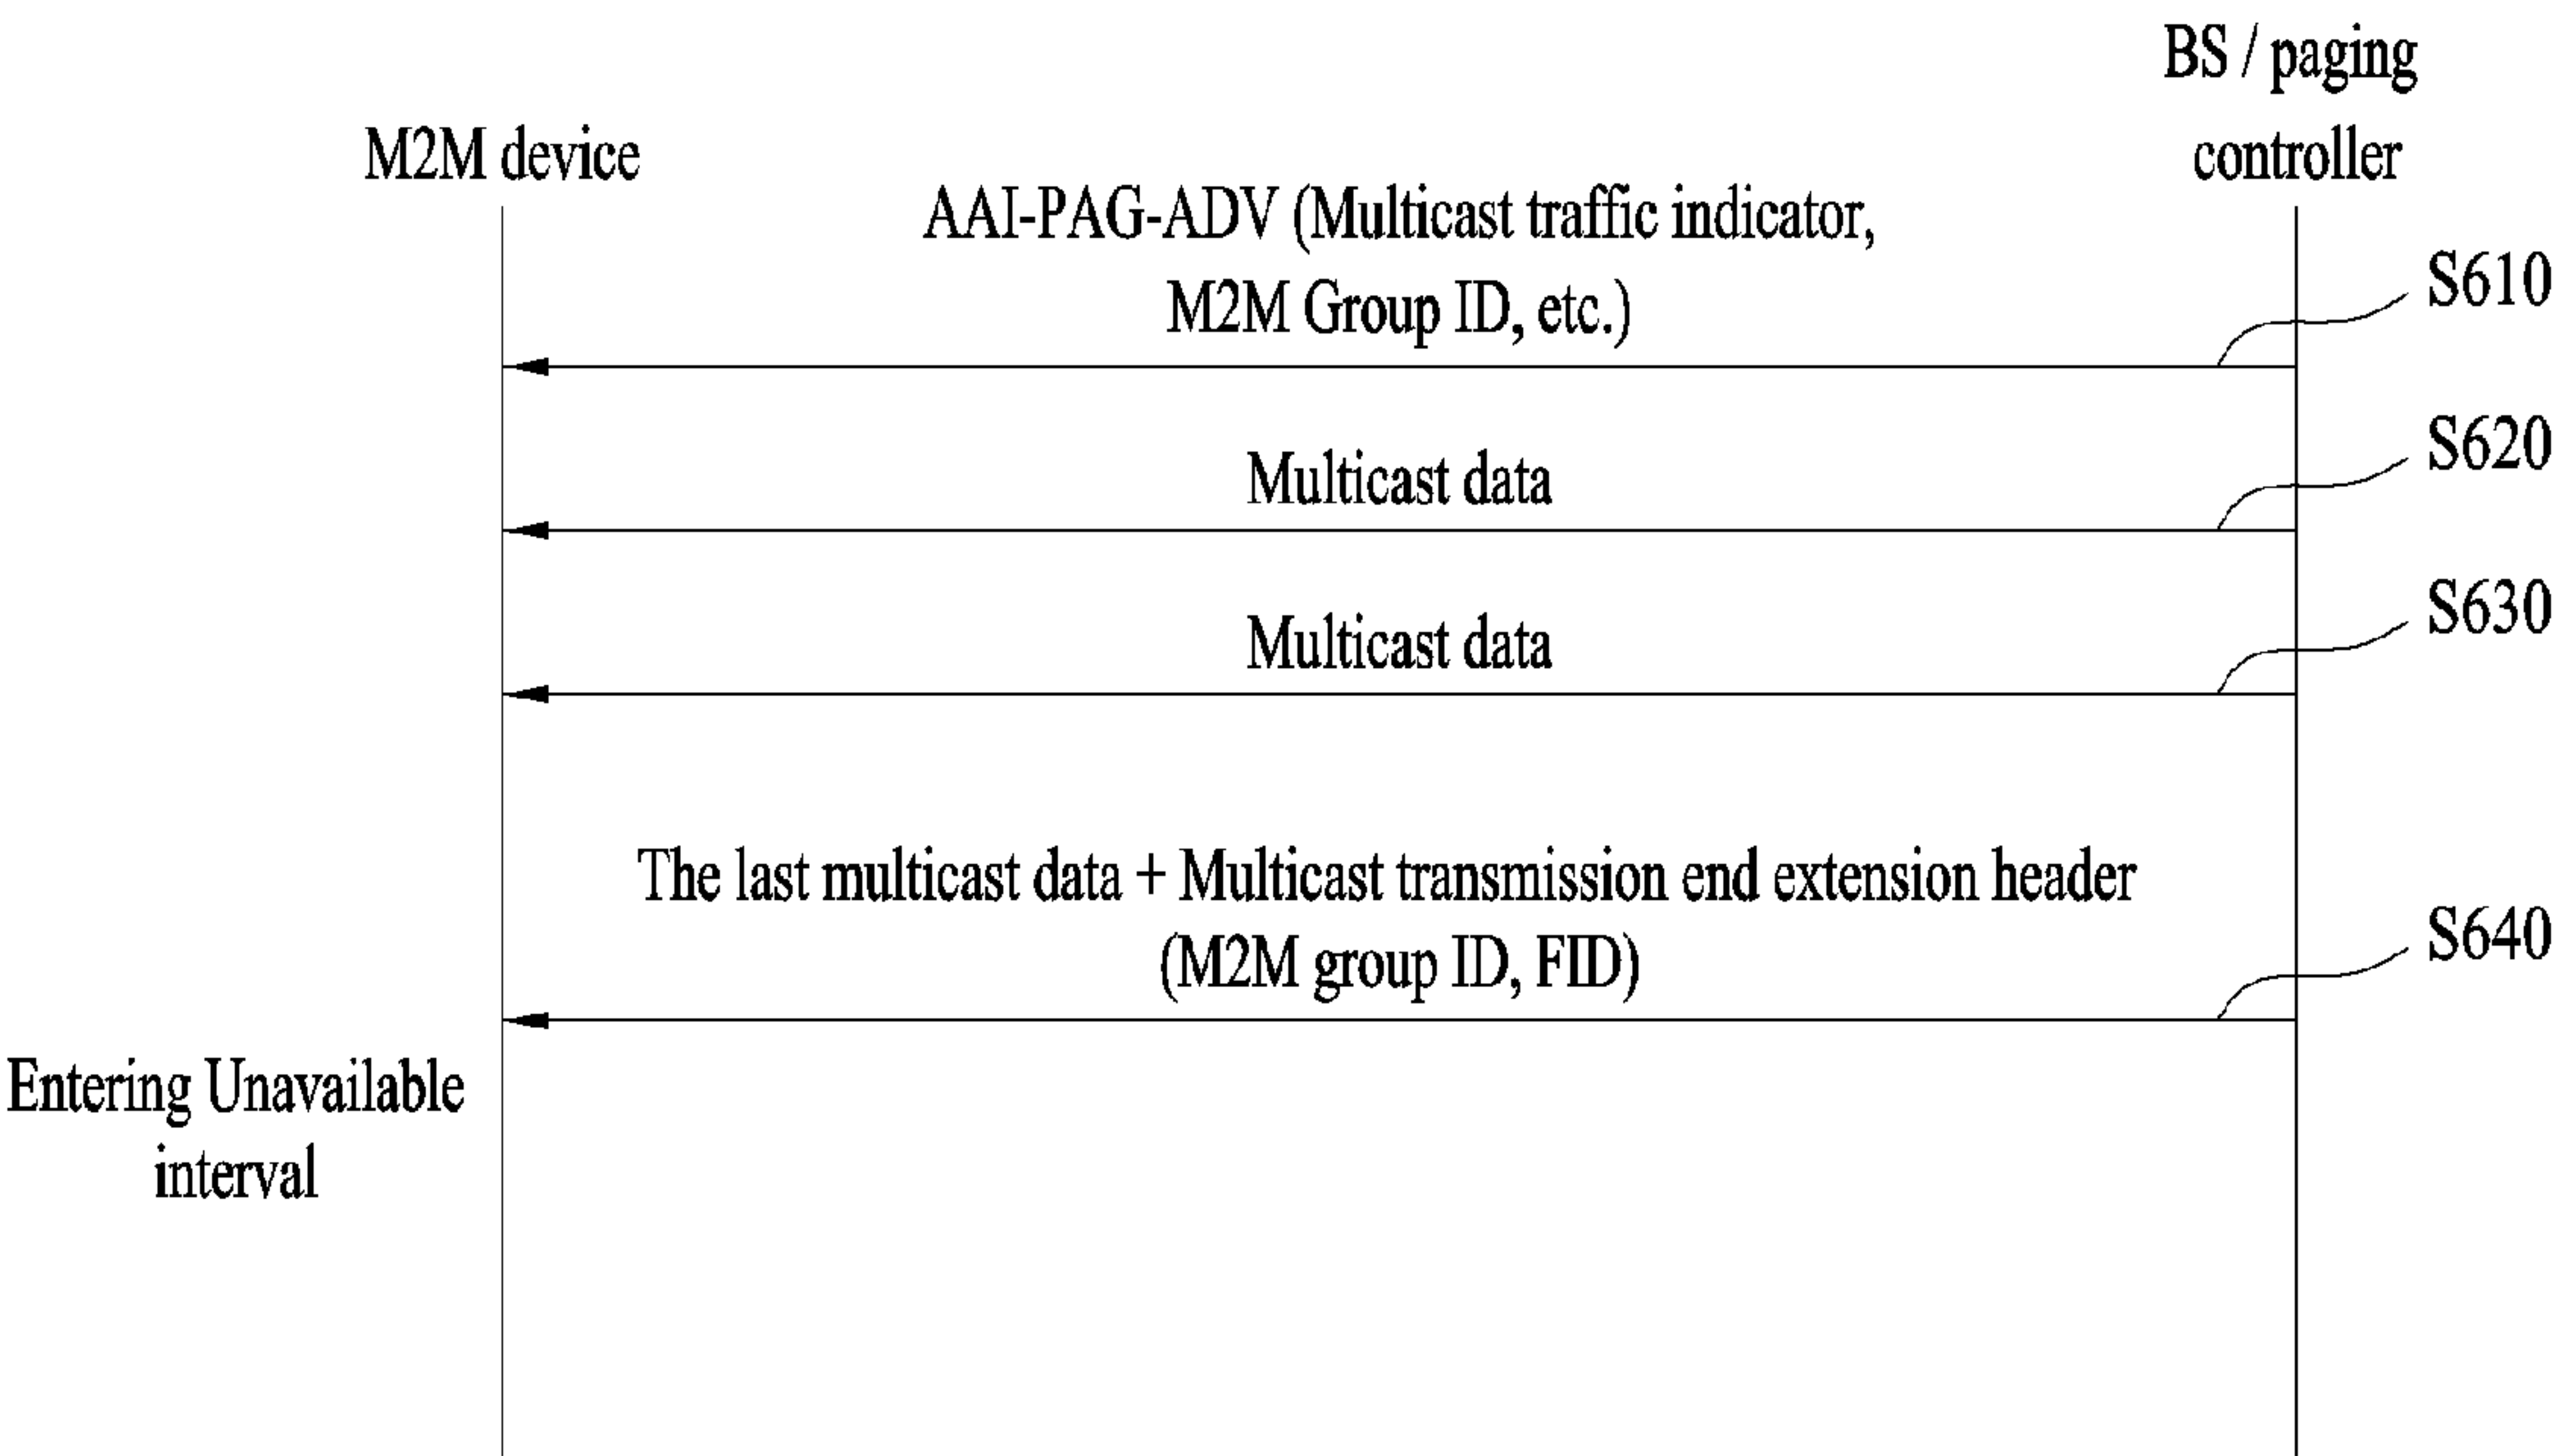 BS / paging
controller
M2M device
AAI-PAG-ADV (Multicast traffic indicator,
M2M Group ID, etc.)
S610
Multicast data
S620
Multicast data
S630
The last multicast data + Multicast transmission end extension header
(M2M group ID, FID)
S640
Entering Unavailable
interval